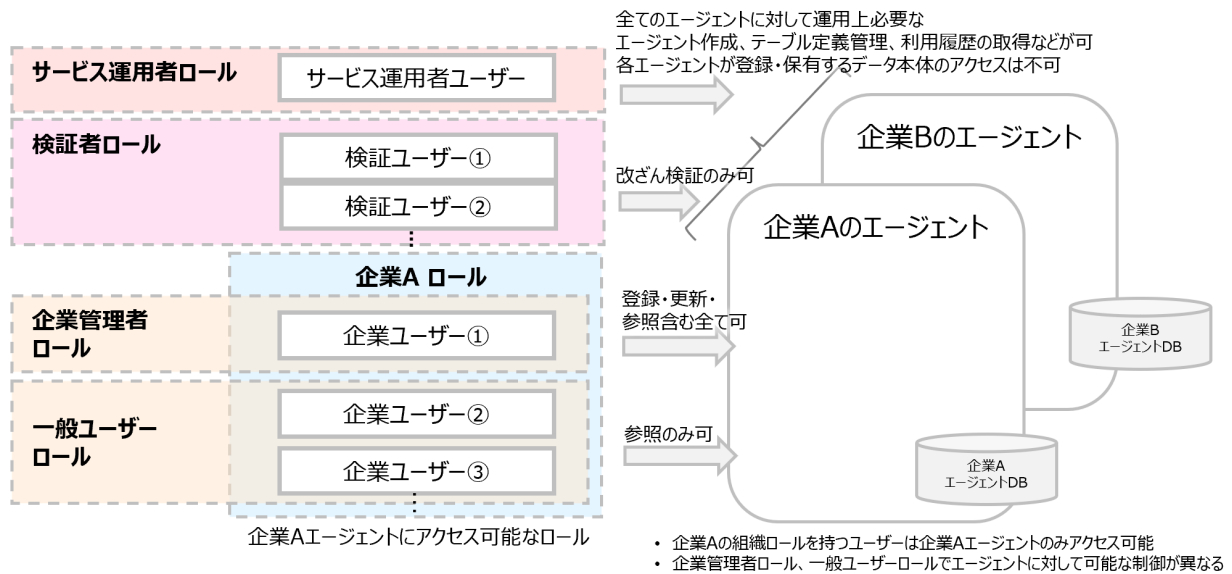 全てのエージェントに対して運用上必要な
エージェント作成、テーブル定義管理、利用履歴の取得などが可
各エージェントが登録・保有するデータ本体のアクセスは不可
サービス運用者ロール
サービス運用者ユーザー
検証者ロール
検証ユーザー①
検証ユーザー②
改ざん検証のみ可
企業Bのエージェント
企業Aのエージェント
企業A ロール
企業管理者
ロール
企業ユーザー①
登録・更新・
参照含む全て可
企業B
エージェントDB
一般ユーザー
ロール
企業ユーザー②
企業ユーザー③
参照のみ可
企業A
エージェントDB
企業Aエージェントにアクセス可能なロール
• 企業Aの組織ロールを持つユーザーは企業Aエージェントのみアクセス可能
• 企業管理者ロール、一般ユーザーロールでエージェントに対して可能な制御が異なる